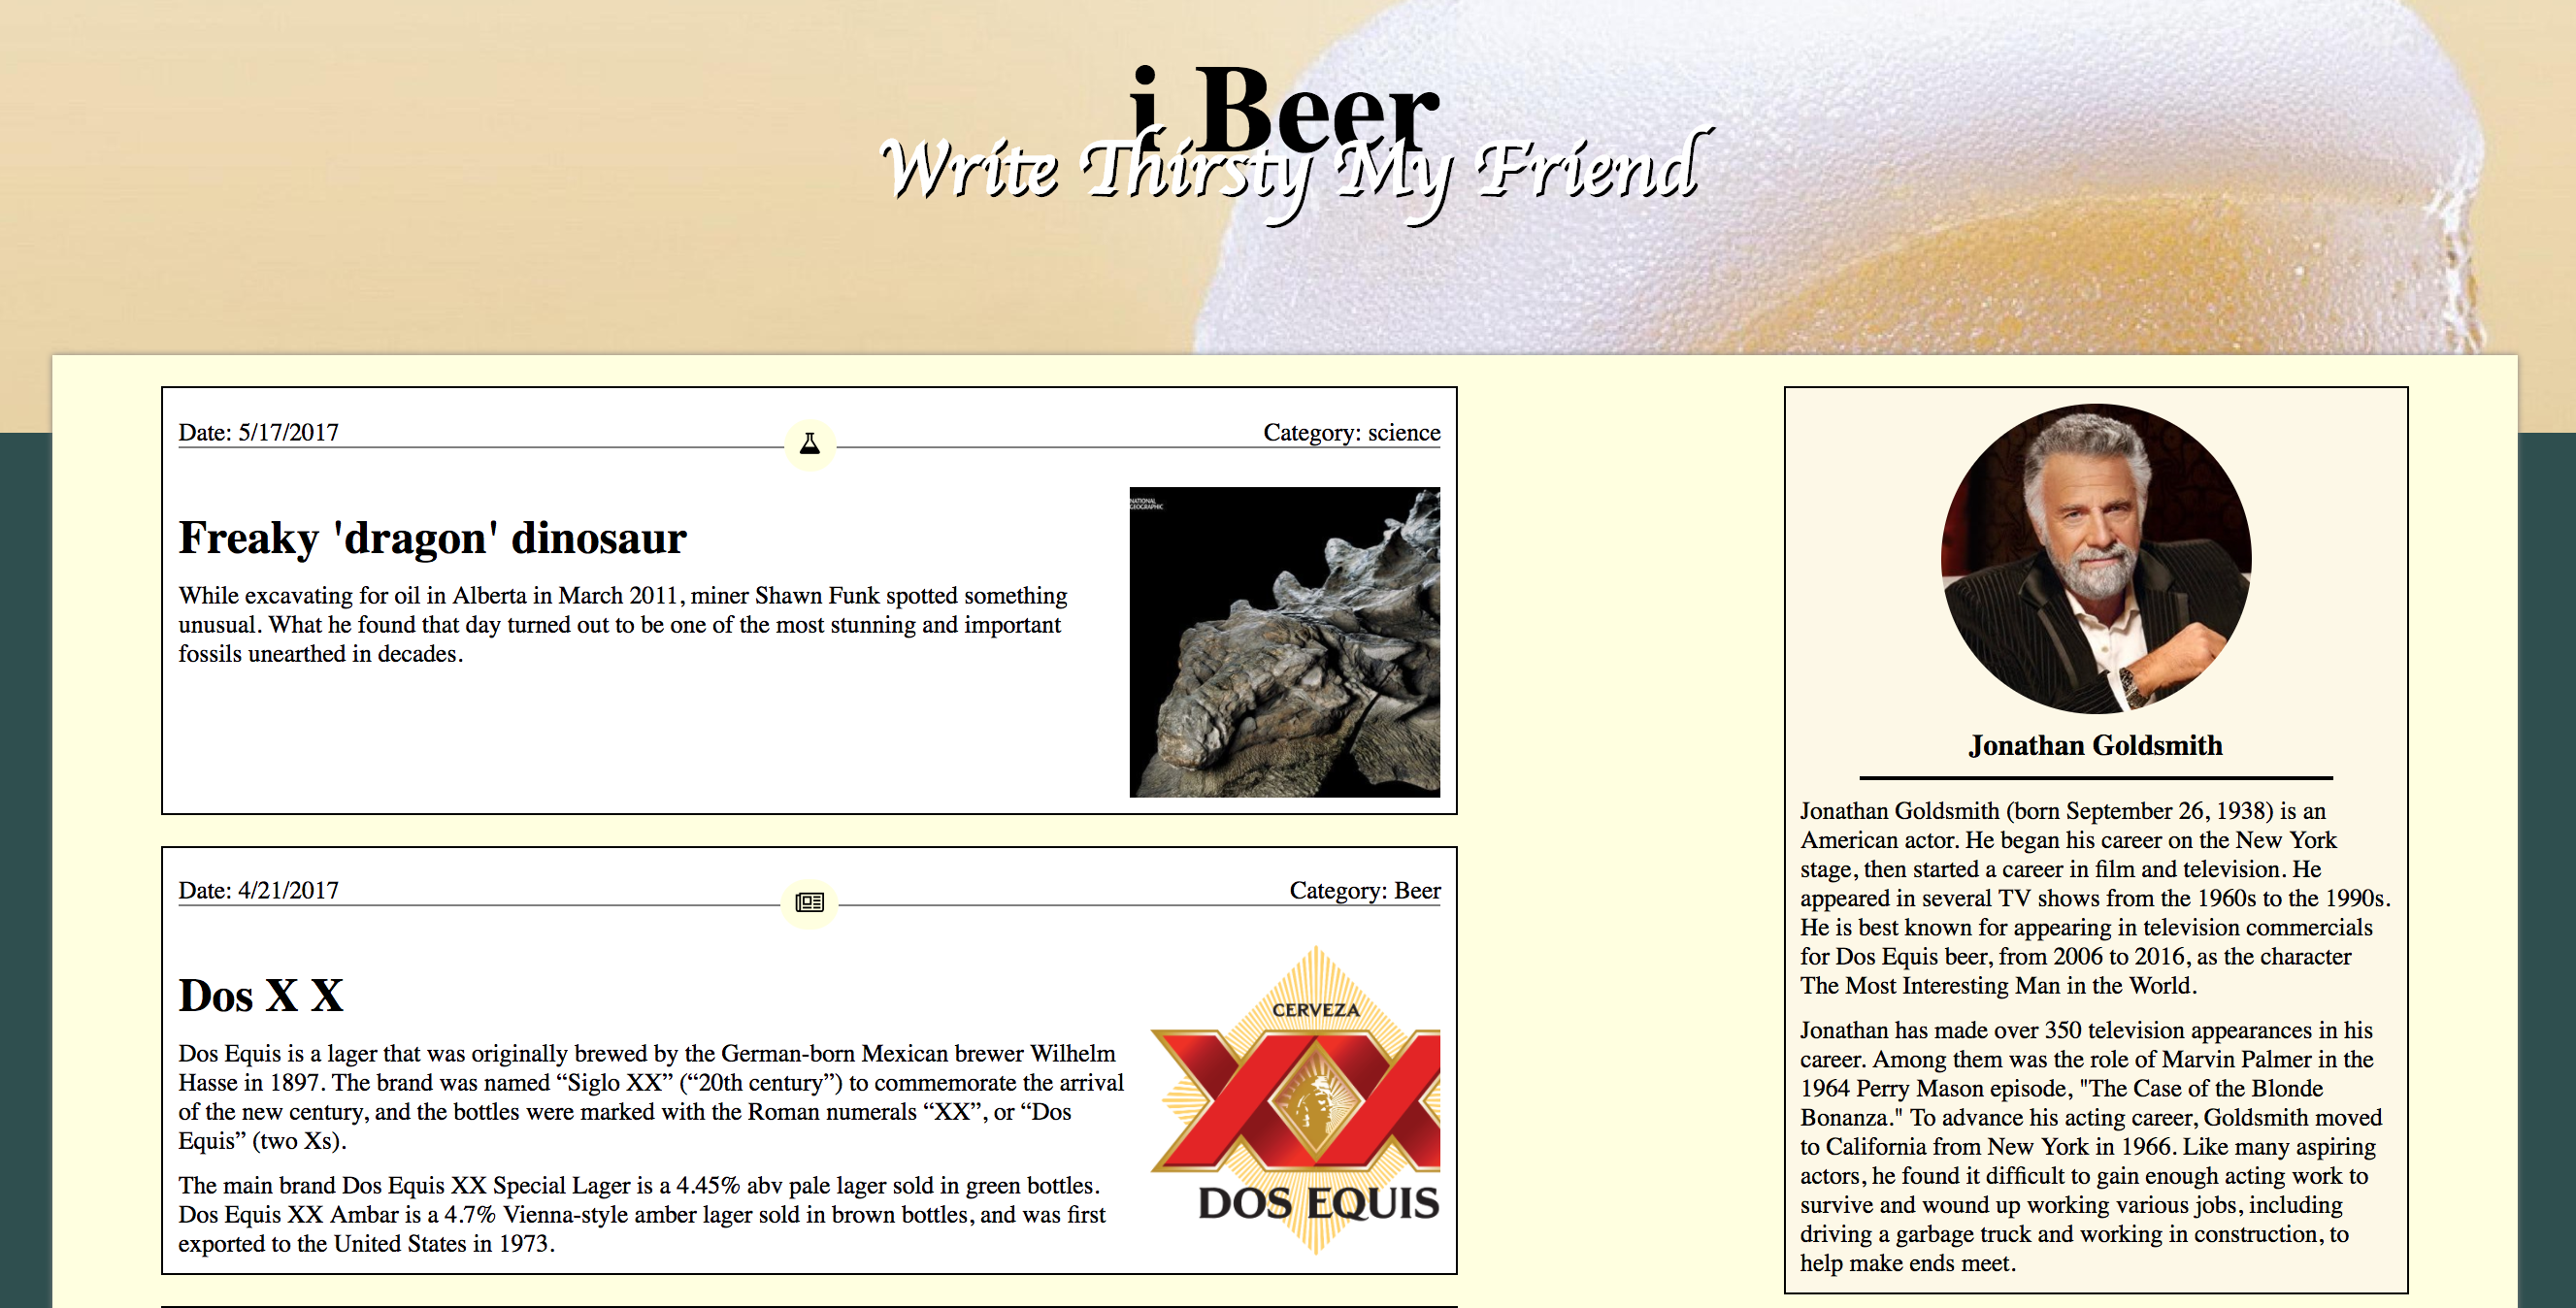 i Beer
Write Thirsty My Friend
Date: 5/17/2017
Category: science
NATIONAL
GEOGRAPHIC
Freaky 'dragon' dinosaur
While excavating for oil in Alberta in March 2011, miner Shawn Funk spotted something
unusual. What he found that day turned out to be one of the most stunning and important
fossils unearthed in decades.
Date: 4/21/2017
Category: Beer
Dos X X
Dos Equis is a lager that was originally brewed by the German-born Mexican brewer Wilhelm
Hasse in 1897. The brand was named “Siglo XX” (“20th century”) to commemorate the arrival
of the new century, and the bottles were marked with the Roman numerals “XX”, or “Dos
Equis” (two Xs).
The main brand Dos Equis XX Special Lager is a 4.45% abv pale lager sold in green bottles.
Dos Equis XX Ambar is a 4.7% Vienna-style amber lager sold in brown bottles, and was first
exported to the United States in 1973.
CERVEZA
XX
DOS EQUIS
Jonathan Goldsmith
Jonathan Goldsmith (born September 26, 1938) is an
American actor. He began his career on the New York
stage, then started a career in film and television. He
appeared in several TV shows from the 1960s to the 1990s.
He is best known for appearing in television commercials
for Dos Equis beer, from 2006 to 2016, as the character
The Most Interesting Man in the World.
Jonathan has made over 350 television appearances in his
career. Among them was the role of Marvin Palmer in the
1964 Perry Mason episode, "The Case of the Blonde
Bonanza." To advance his acting career, Goldsmith moved
to California from New York in 1966. Like many aspiring
actors, he found it difficult to gain enough acting work to
survive and wound up working various jobs, including
driving a garbage truck and working in construction, to
help make ends meet.